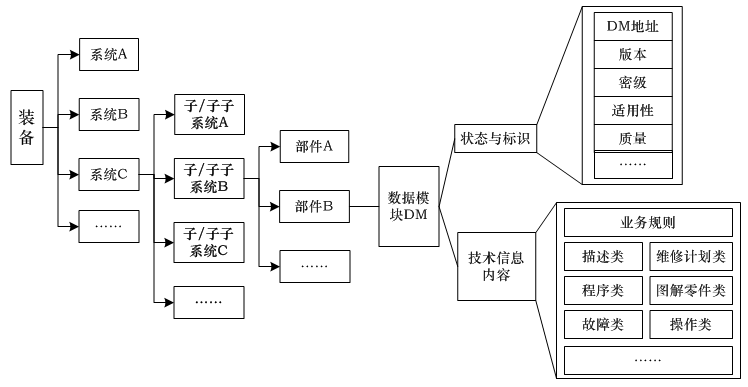 装
备
系统A
系统B
系统C
……
子/子子
系统A
子/子子
系统B
子/子子
系统C
……
部件A
部件B
……
数据模
块DM
状态与标识
技术信息
内容
DM地址
版本
密级
适用性
质量
……
业务规则
描述类
维修计划类
程序类
图解零件类
故障类
操作类
……